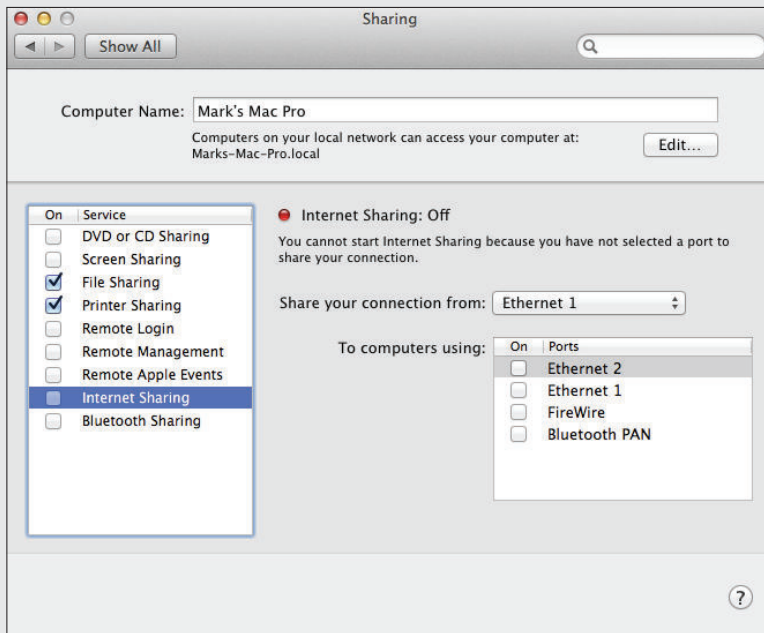 Sharing
Show All
Computer Name: Mark's Mac Pro
Computers on your local network can access your computer at:
Marks-Mac-Pro.local
Edit...
On Service
DVD or CD Sharing
Screen Sharing
File Sharing
Printer Sharing
Remote Login
Remote Management
Remote Apple Events
Internet Sharing
Bluetooth Sharing
Internet Sharing: Off
You cannot start Internet Sharing because you have not selected a port to
share your connection.
Share your connection from: Ethernet 1
To computers using:
On Ports
Ethernet 2
Ethernet 1
FireWire
Bluetooth PAN
?